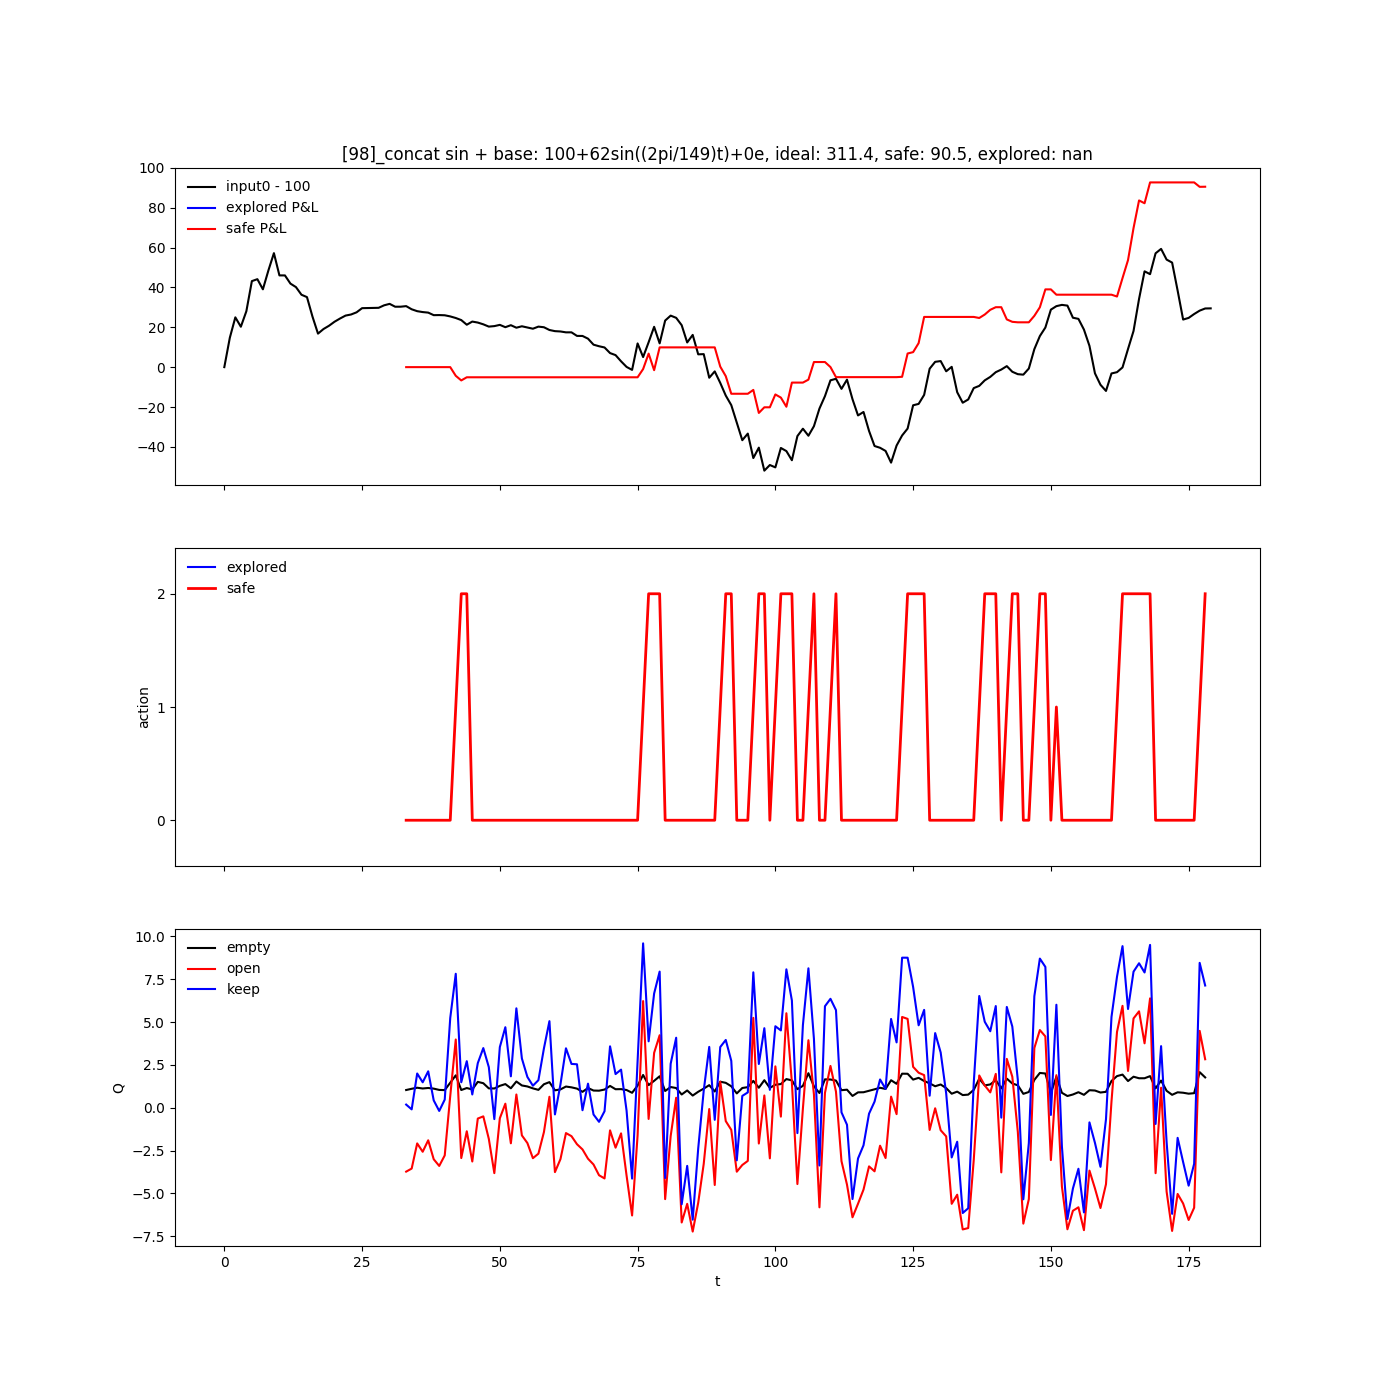 [98]_concat sin + base: 100+62sin((2pi/149)t)+0e, ideal: 311.4, safe: 90.5, explored: nan
100
80
60
40
20
0
−20
−40
input0 - 100
explored P&L
safe P&L
action
2
1
0
explored
safe
Q
10.0
7.5
5.0
2.5
0.0
−2.5
−5.0
−7.5
empty
open
keep
0 25 50 75 100 125 150 175
t